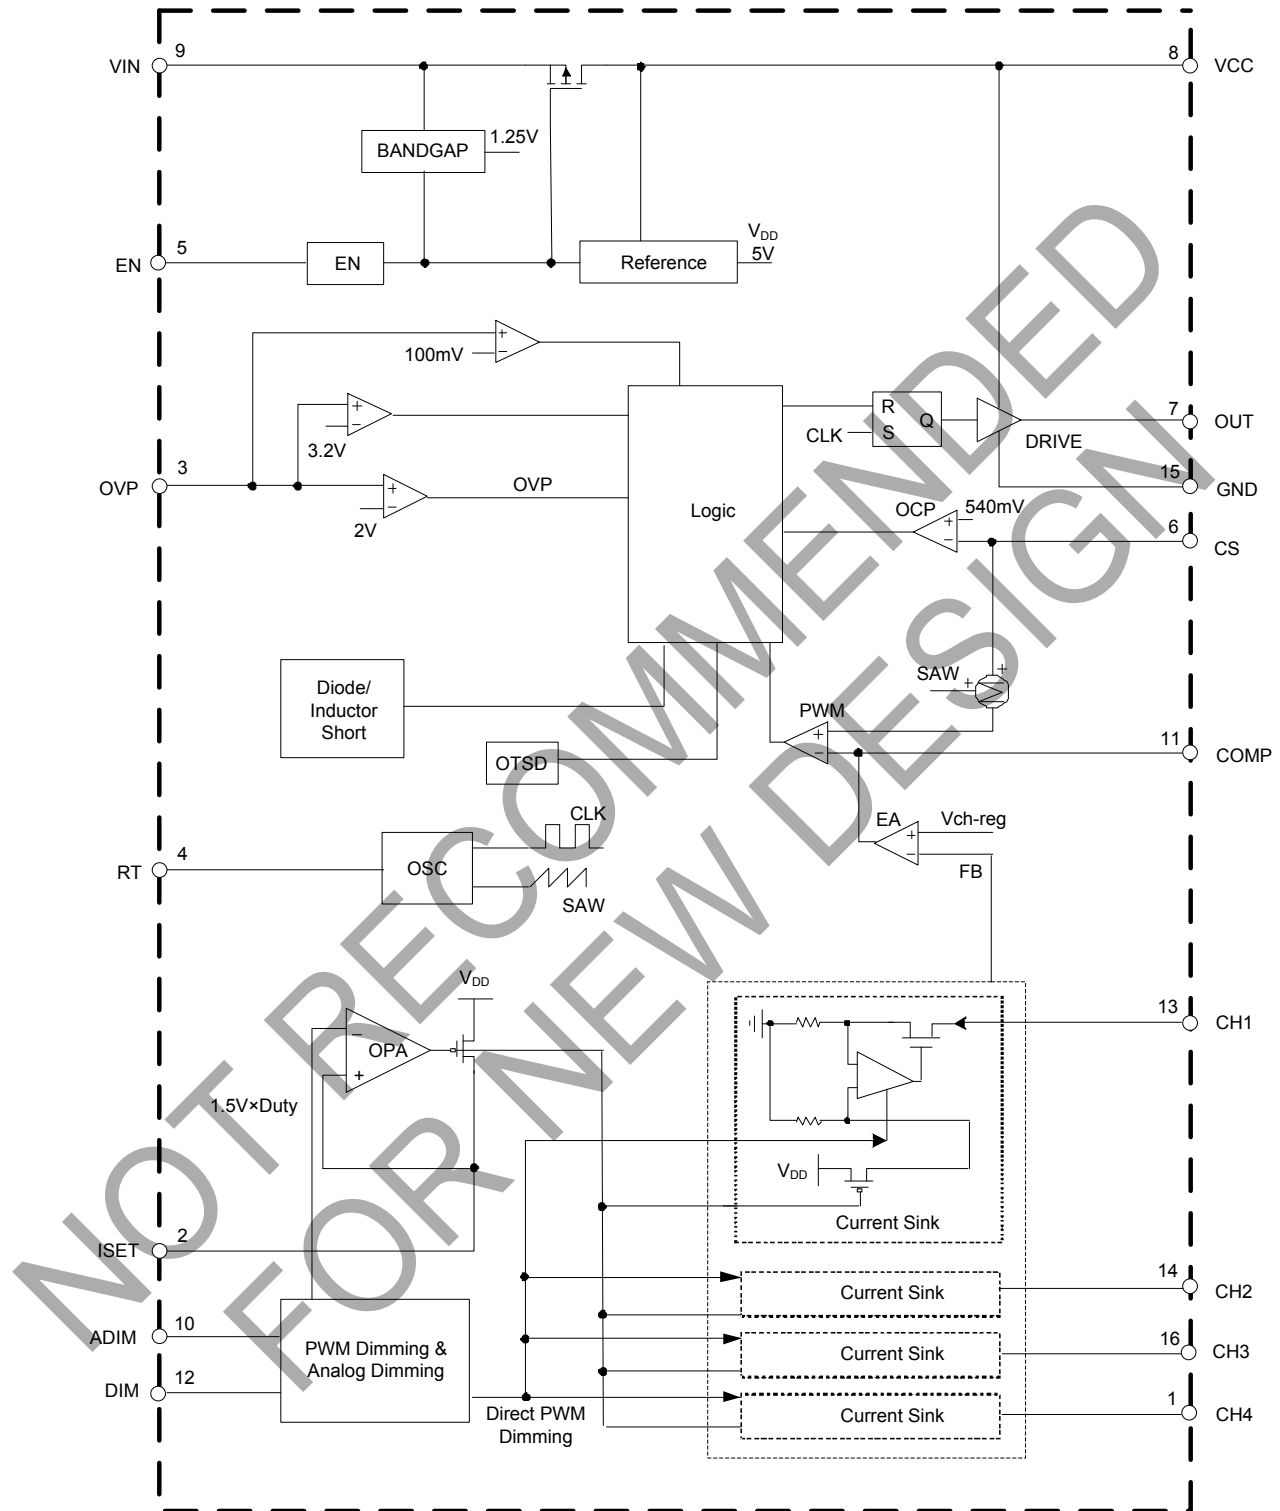 VIN 9
8 VCC
BANDGAP
1.25V
EN 5
EN
Reference
VDD
5V
100mV
3.2V
OVP 3
2V
OVP
Logic
R
S
Q
CLK
DRIVE
7 OUT
15 GND
OCP
540mV
6 CS
SAW
+
+
Diode/
Inductor
Short
OTSD
PWM
11 COMP
EA
Vch-reg
FB
RT 4
OSC
CLK
SAW
VDD
OPA
1.5V×Duty
13 CH1
VDD
Current Sink
ISET 2
ADIM 10
DIM 12
PWM Dimming &
Analog Dimming
Direct PWM
Dimming
Current Sink
14 CH2
Current Sink
16 CH3
Current Sink
1 CH4
NOT RECOMMENDED
FOR NEW DESIGN